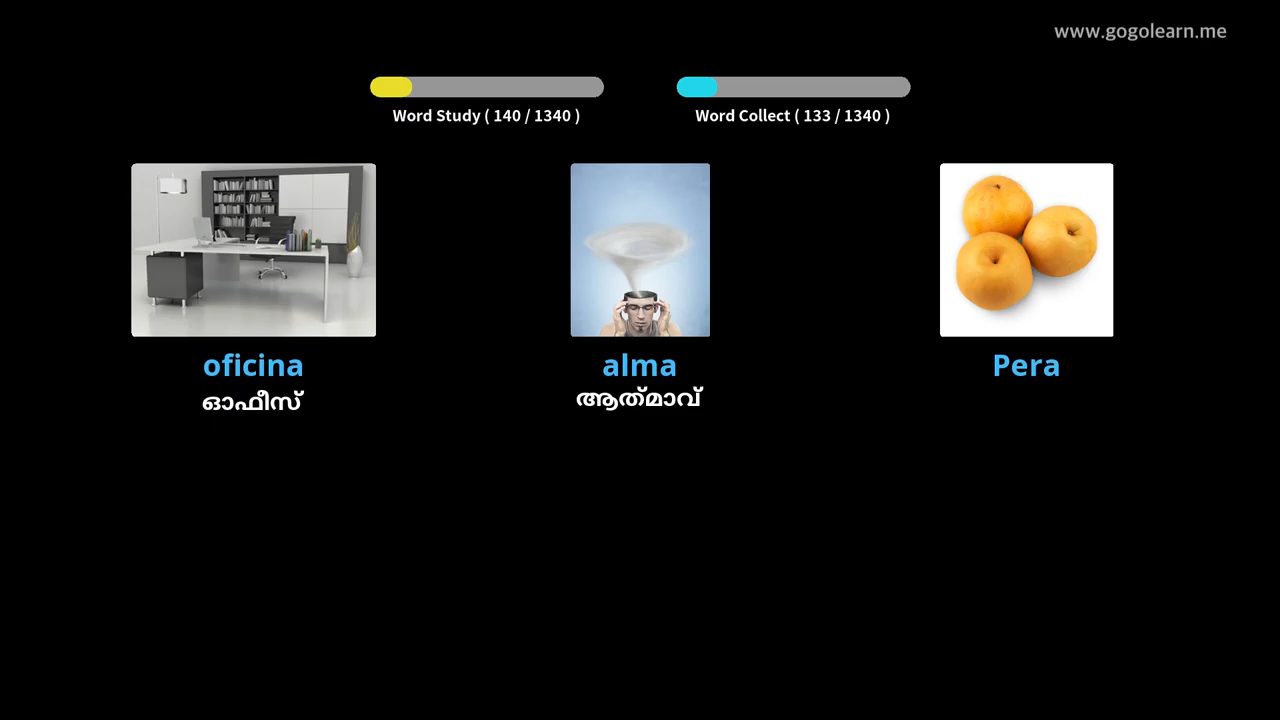 www.gogolearn.me
Word Study ( 140 / 1340 )
Word Collect ( 133 / 1340 )
oficina
alma
Pera
ഓഫീസ്
ആത്മാവ്